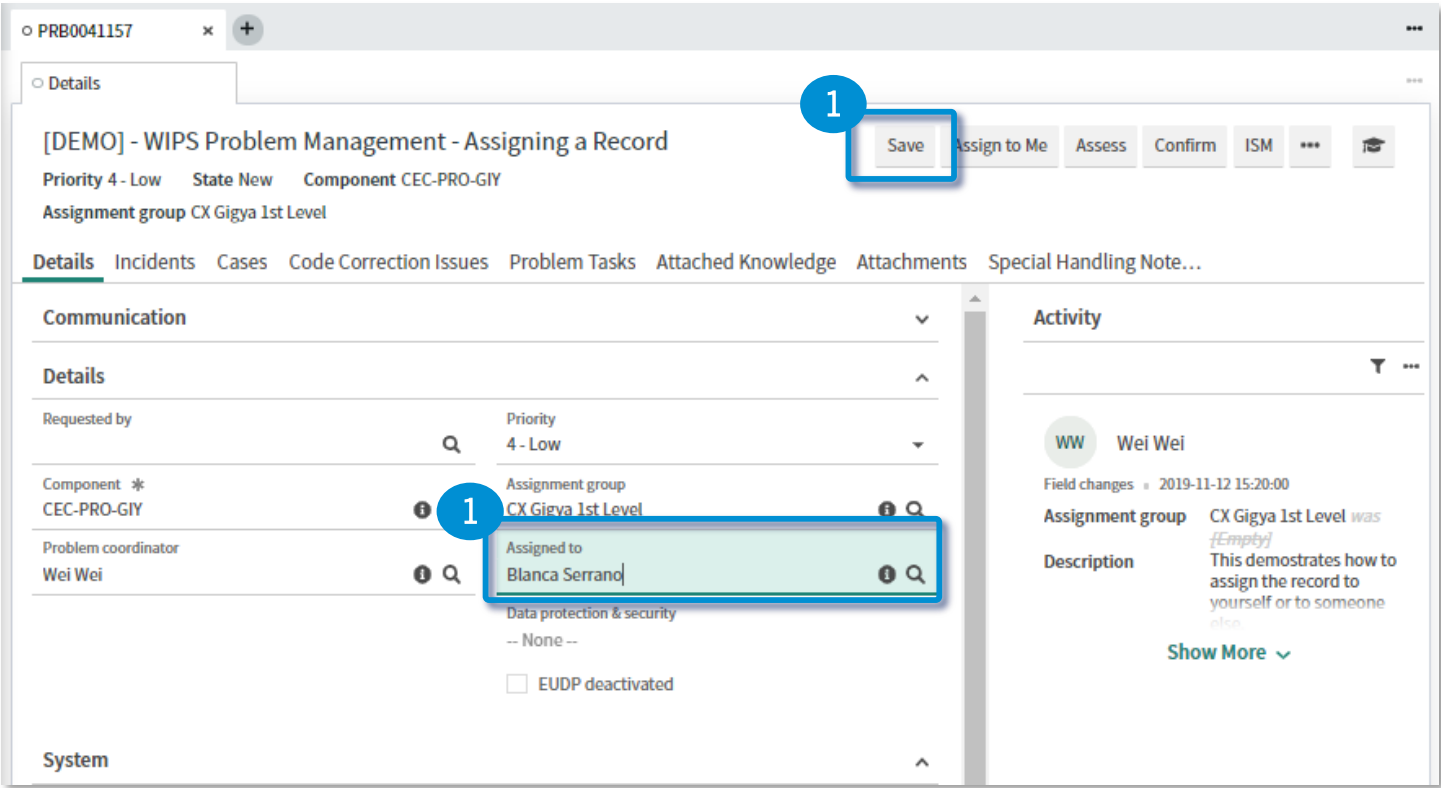 PRB0041157
Details
1
[DEMO] - WIPS Problem Management - Assigning a Record
Save Assign to Me Assess Confirm ISM
Priority 4 - Low State New Component CEC-PRO-GIY
Assignment group CX Gigya 1st Level
Details Incidents Cases Code Correction Issues Problem Tasks Attached Knowledge Attachments Special Handling Note…
Communication
Details
Requested by
Priority
4 - Low
Component
CEC-PRO-GIY
Assignment group
CX Gigya 1st Level
Problem coordinator
Wei Wei
1
Assigned to
Blanca Serrano
Data protection & security
-- None --
EUDP deactivated
System
Activity
WW Wei Wei
Field changes 2019-11-12 15:20:00
Assignment group CX Gigya 1st Level was
[Empty]
Description This demostrates how to
assign the record to
yourself or to someone
else.
Show More